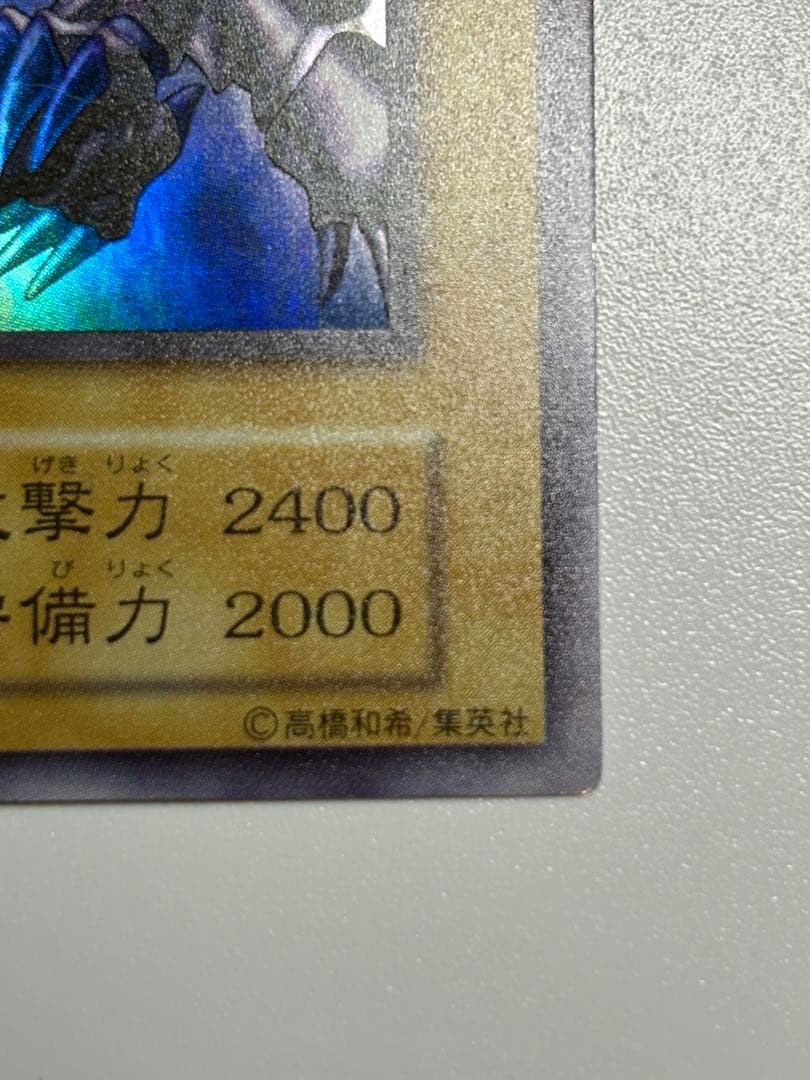 げき りょく
撃力 2400
び りょく
備力 2000
©高橋和希/集英社